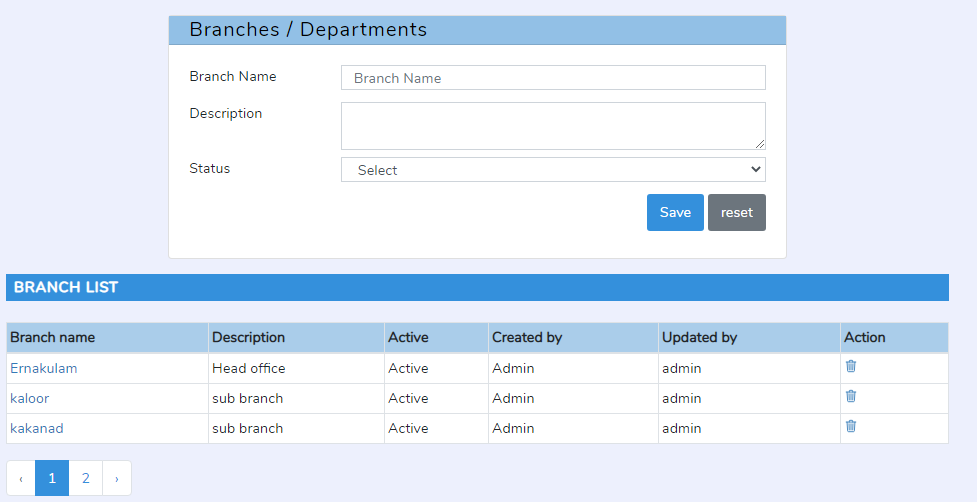 Branches / Departments
Branch Name Branch Name
Description
Status Select
Save reset
BRANCH LIST
Branch name Description Active Created by Updated by Action
Ernakulam Head office Active Admin admin
kaloor sub branch Active Admin admin
kakanad sub branch Active Admin admin
‹ 1 2 ›